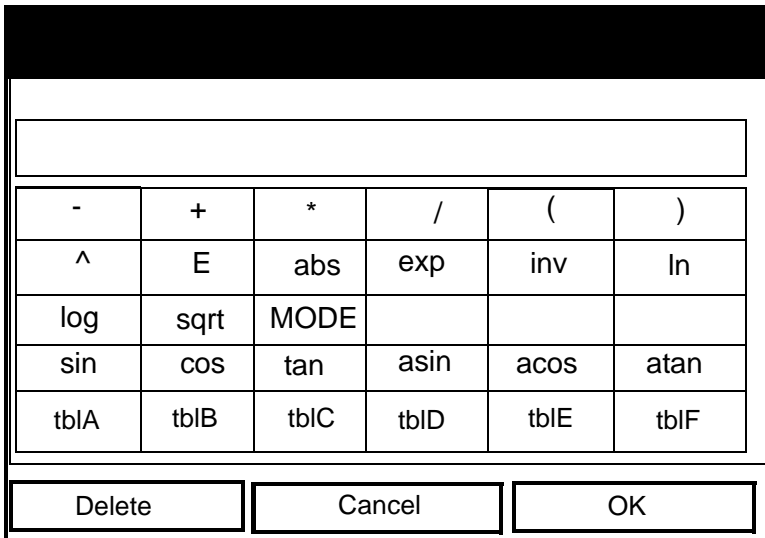 - + * / ( )
^ E abs exp inv ln
log sqrt MODE
sin cos tan asin acos atan
tblA tblB tblC tblD tblE tblF
Delete Cancel OK